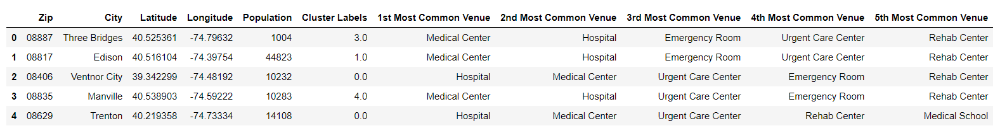 Zip City Latitude Longitude Population Cluster Labels 1st Most Common Venue 2nd Most Common Venue 3rd Most Common Venue 4th Most Common Venue 5th Most Common Venue
0 08887 Three Bridges 40.525361 -74.79632 1004 3.0 Medical Center Hospital Emergency Room Urgent Care Center Rehab Center
1 08817 Edison 40.516104 -74.39754 44823 1.0 Medical Center Hospital Emergency Room Urgent Care Center Rehab Center
2 08406 Ventnor City 39.342299 -74.48192 10232 0.0 Hospital Medical Center Urgent Care Center Emergency Room Rehab Center
3 08835 Manville 40.538903 -74.59222 10283 4.0 Medical Center Hospital Urgent Care Center Emergency Room Rehab Center
4 08629 Trenton 40.219358 -74.73334 14108 0.0 Hospital Medical Center Urgent Care Center Rehab Center Medical School